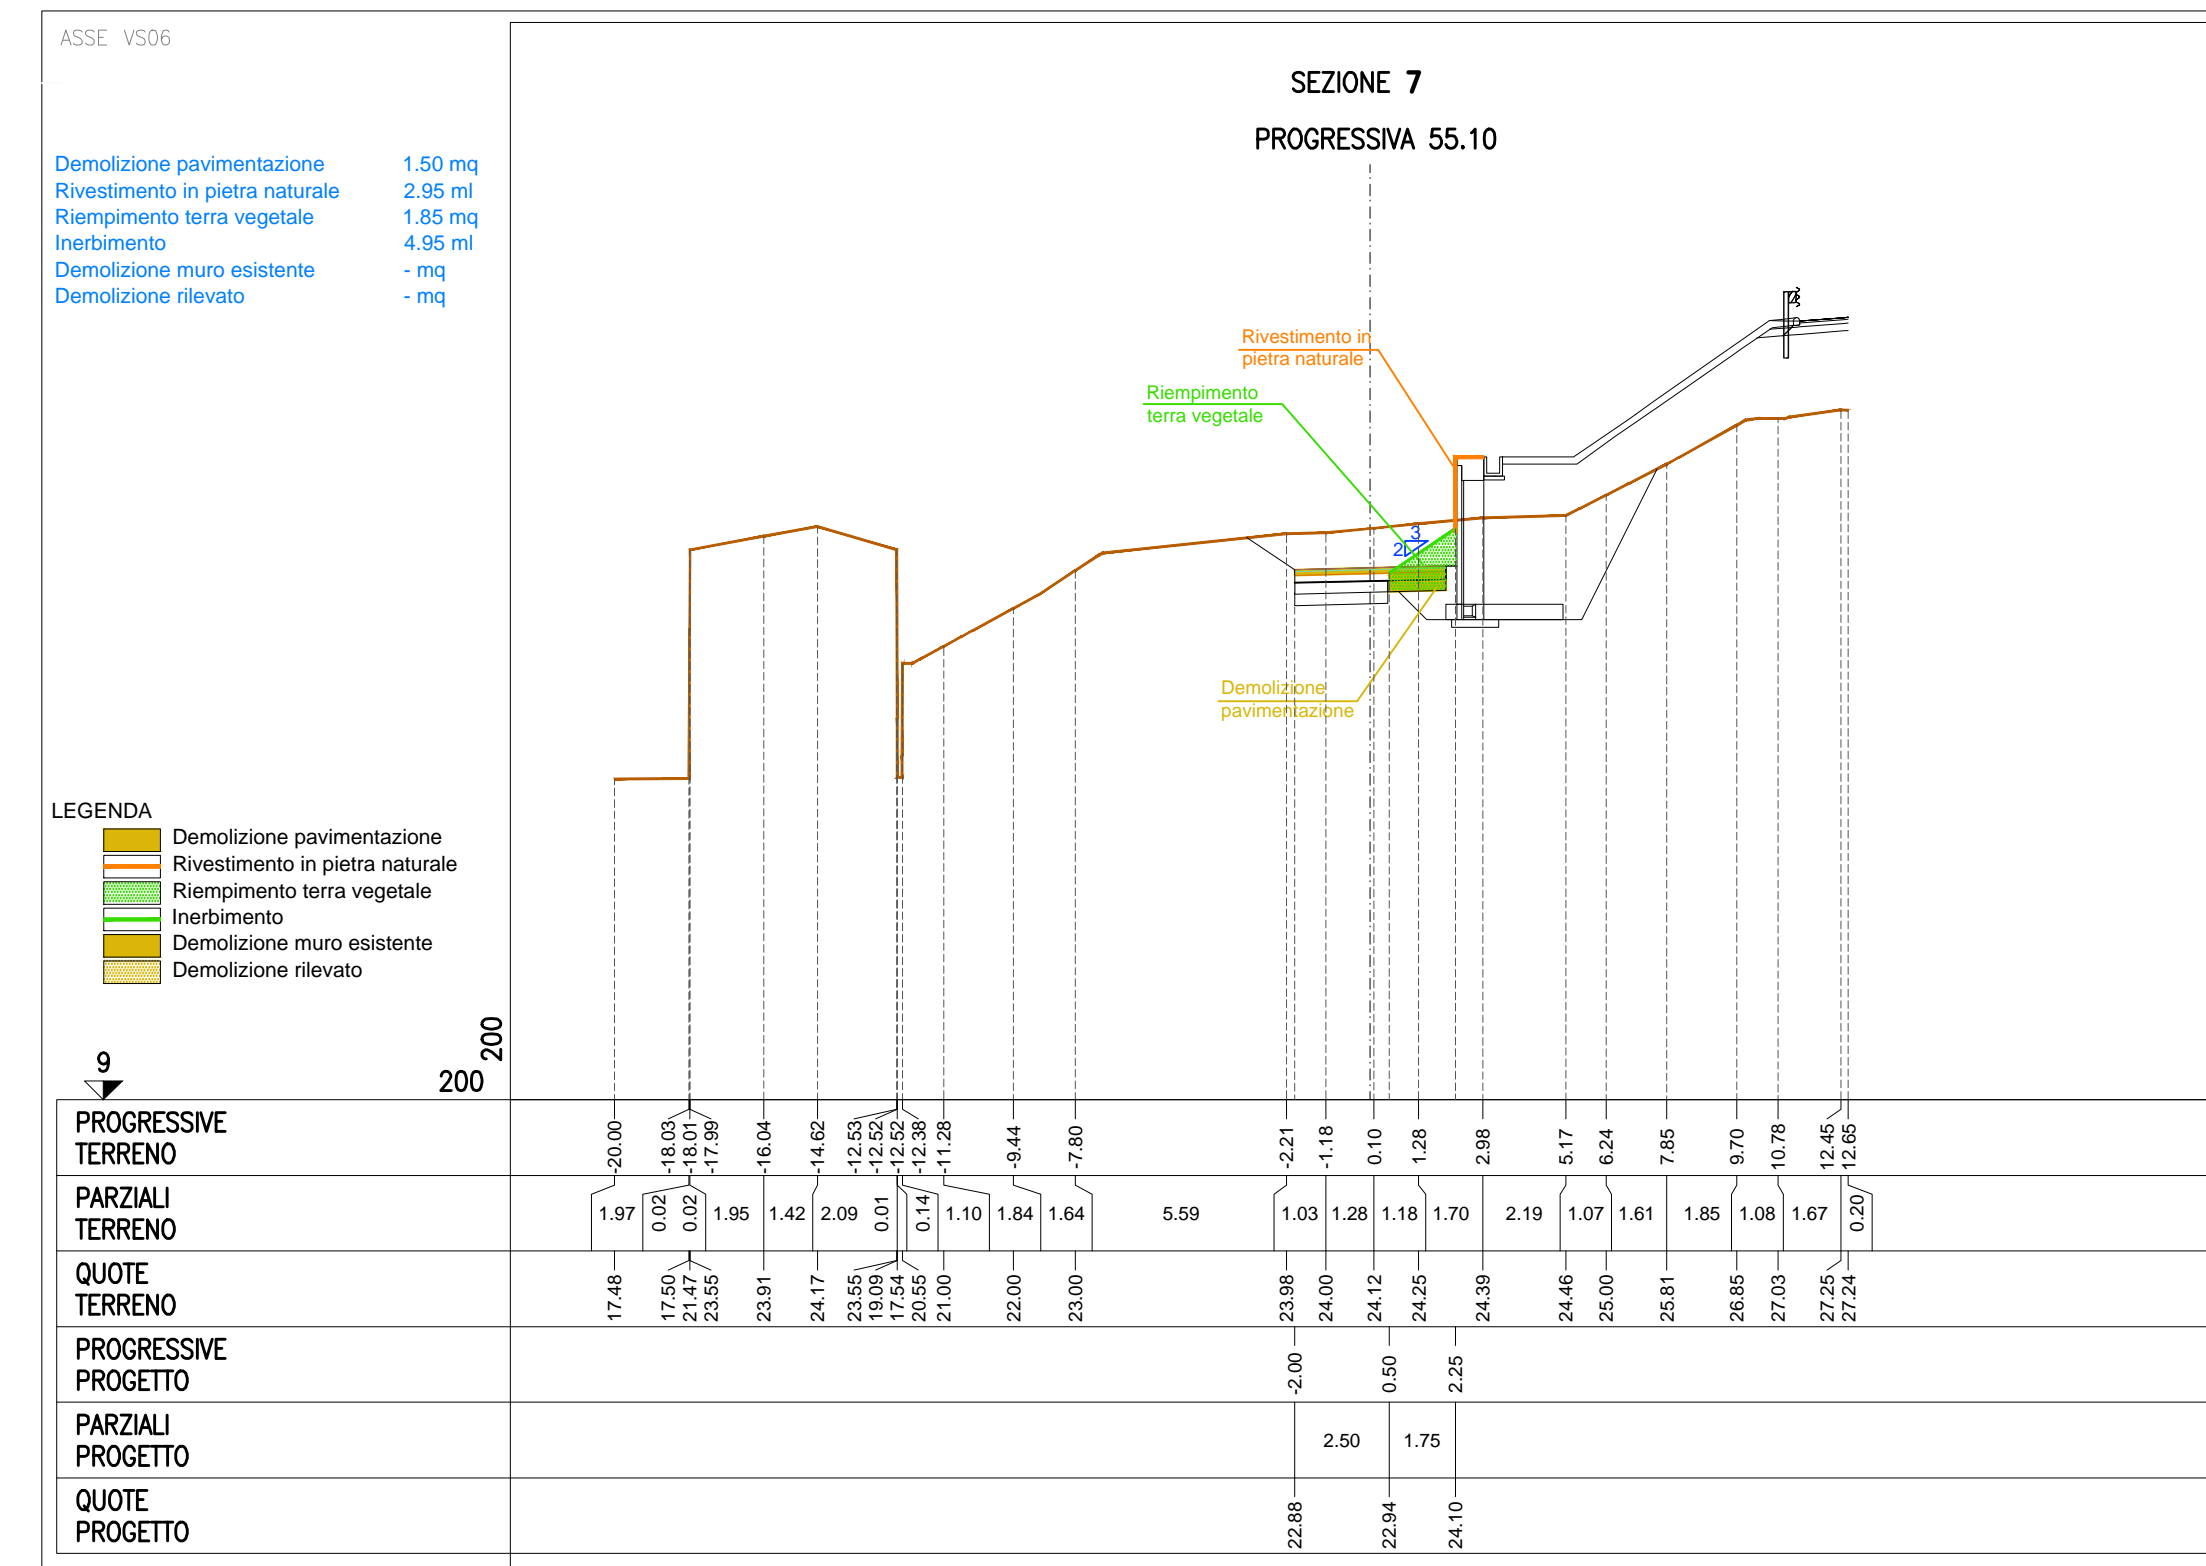 ASSE VS06
SEZIONE 7
PROGRESSIVA 55.10
Demolizione pavimentazione 1.50 mq
Rivestimento in pietra naturale 2.95 ml
Riempimento terra vegetale 1.85 mq
Inerbimento 4.95 ml
Demolizione muro esistente - mq
Demolizione rilevato - mq
Rivestimento in
pietra naturale
Riempimento
terra vegetale
3
2
Demolizione
pavimentazione
LEGENDA
Demolizione pavimentazione
Rivestimento in pietra naturale
Riempimento terra vegetale
Inerbimento
Demolizione muro esistente
Demolizione rilevato
9
200
200
PROGRESSIVE
TERRENO
-20.00 -18.03 -18.01 -17.99 -16.04 -14.62 -12.53 -12.52 -12.52 -12.38 -11.28 -9.44 -7.80 -2.21 -1.18 0.10 1.28 2.98 5.17 6.24 7.85 9.70 10.78 12.45 12.65
PARZIALI
TERRENO
1.97 0.02 0.02 1.95 1.42 2.09 0.01 0.14 1.10 1.84 1.64 5.59 1.03 1.28 1.18 1.70 2.19 1.07 1.61 1.85 1.08 1.67 0.20
QUOTE
TERRENO
17.48 17.50 21.47 23.55 23.91 24.17 23.55 19.09 17.54 20.55 21.00 22.00 23.00 23.98 24.00 24.12 24.25 24.39 24.46 25.00 25.81 26.85 27.03 27.25 27.24
PROGRESSIVE
PROGETTO
-2.00 0.50 2.25
PARZIALI
PROGETTO
2.50 1.75
QUOTE
PROGETTO
22.88 22.94 24.10